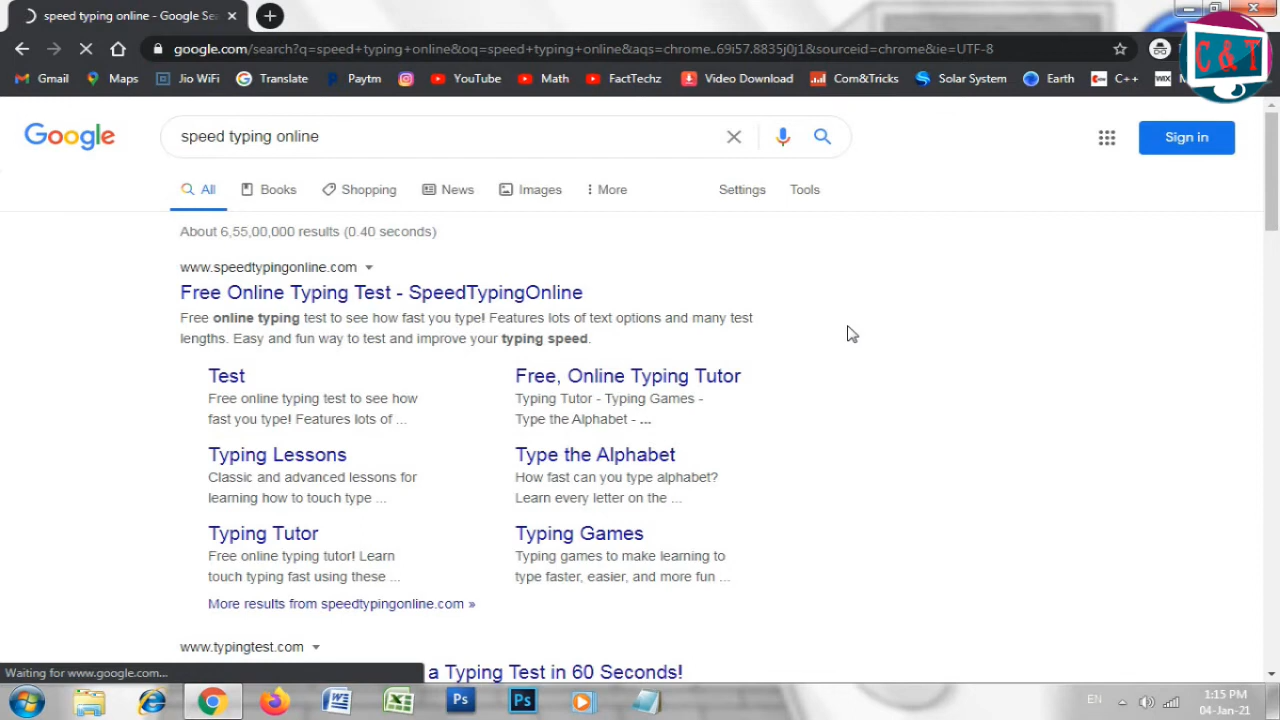 speed typing online - Google Sea
google.com/search?q=speed+typing+online&oq=speed+typing+online&aqs=chrome..69i57.8835j0j1&sourceid=chrome&ie=UTF-8
Gmail Maps Jio WiFi Translate Paytm YouTube Math FactTechz Video Download Com&Tricks Solar System Earth C++ WIX
C & T
Google speed typing online Sign in
All Books Shopping News Images More Settings Tools
About 6,55,00,000 results (0.40 seconds)
www.speedtypingonline.com
Free Online Typing Test - SpeedTypingOnline
Free online typing test to see how fast you type! Features lots of text options and many test
lengths. Easy and fun way to test and improve your typing speed.
Test
Free online typing test to see how
fast you type! Features lots of ...
Free, Online Typing Tutor
Typing Tutor - Typing Games -
Type the Alphabet - ...
Typing Lessons
Classic and advanced lessons for
learning how to touch type ...
Type the Alphabet
How fast can you type alphabet?
Learn every letter on the ...
Typing Tutor
Free online typing tutor! Learn
touch typing fast using these ...
Typing Games
Typing games to make learning to
type faster, easier, and more fun ...
More results from speedtypingonline.com »
www.typingtest.com
a Typing Test in 60 Seconds!
Waiting for www.google.com...
Ps Ps
EN 1:15 PM
04-Jan-21